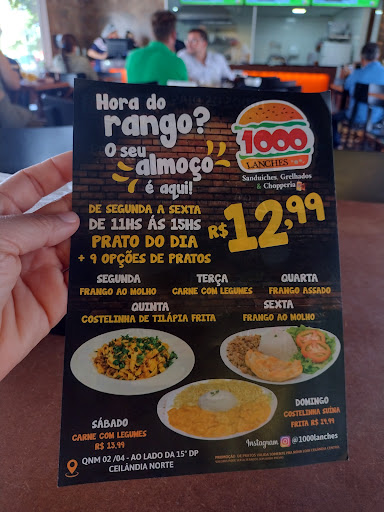 Hora do
rango?
O seu
almoço
é aqui!
1000
LANCHES
Sanduiches, Grelhados
& Chopperia
DE SEGUNDA A SEXTA
DE 11HS ÁS 15HS
PRATO DO DIA
+ 9 OPÇÕES DE PRATOS
R$12,99
SEGUNDA
FRANGO AO MOLHO
TERÇA
CARNE COM LEGUMES
QUARTA
FRANGO ASSADO
QUINTA
COSTELINHA DE TILÁPIA FRITA
SEXTA
FRANGO AO MOLHO
SÁBADO
CARNE COM LEGUMES
R$ 13,99
DOMINGO
COSTELINHA SUÍNA
FRITA R$ 19,99
Instagram @1000lanches
QNM 02 /04 - AO LADO DA 15ª DP
CEILÂNDIA NORTE